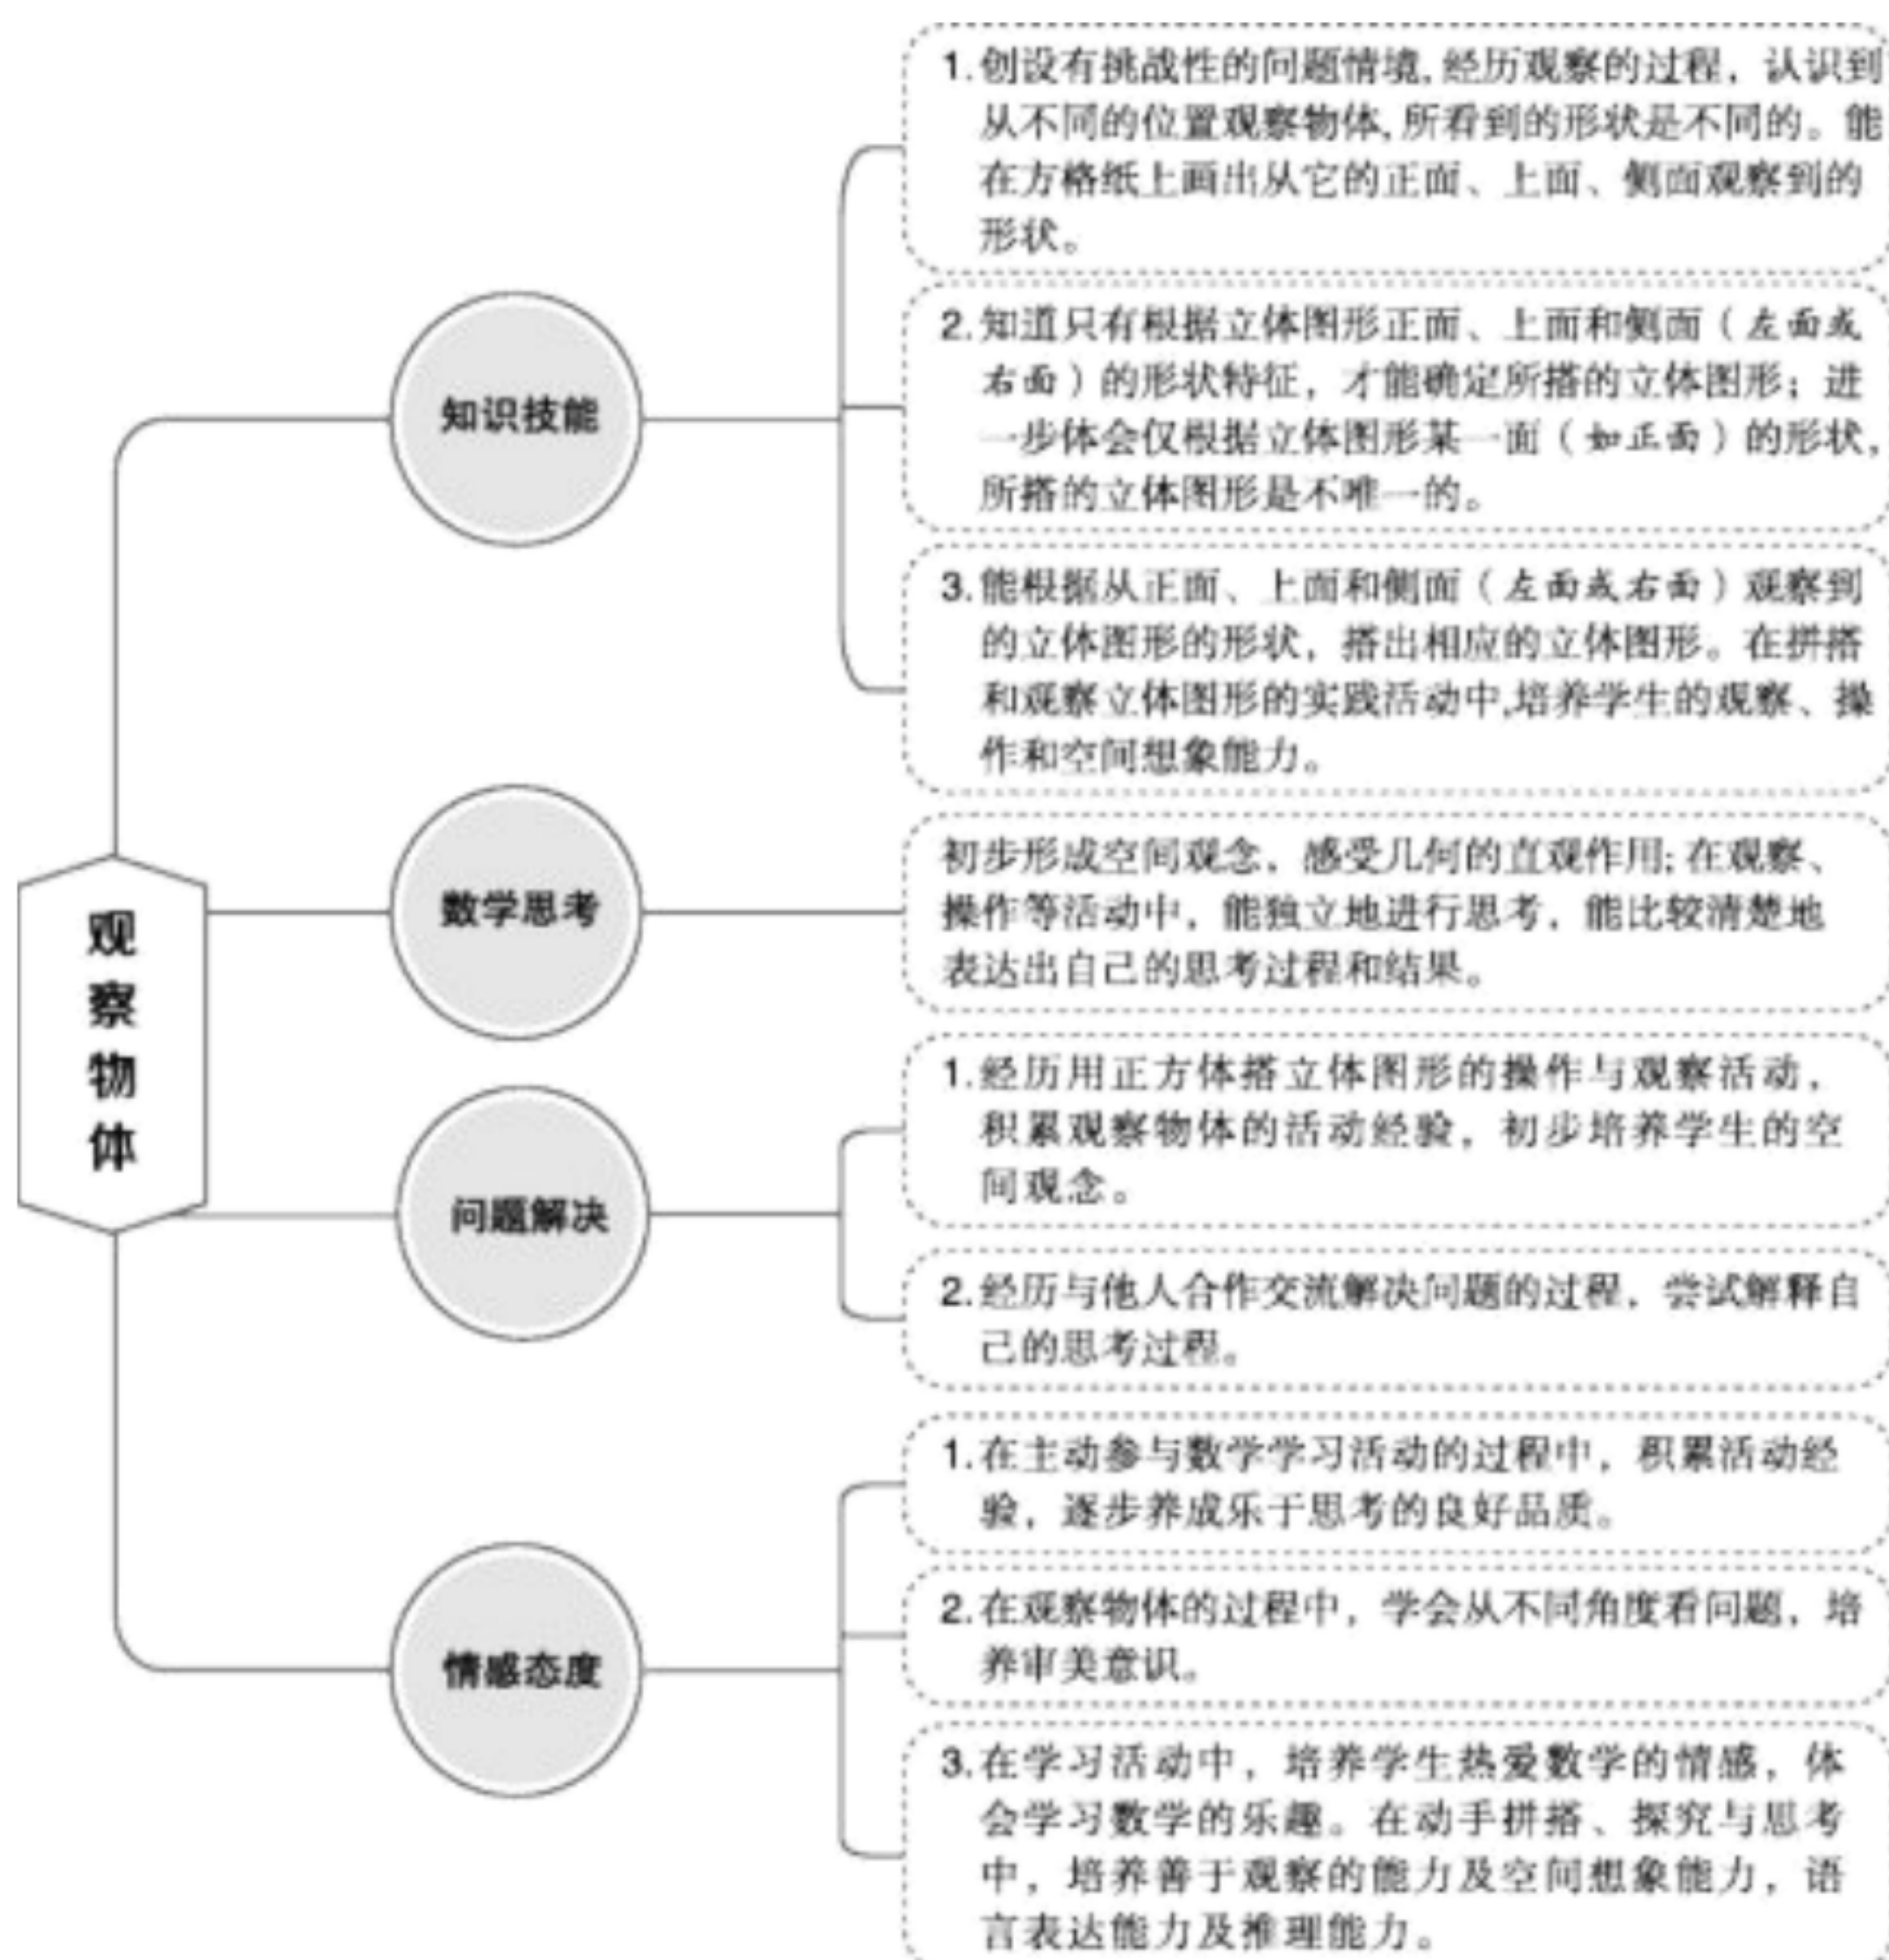 观
察
物
体
知识技能
1.创设有挑战性的问题情境,经历观察的过程，认识到
从不同的位置观察物体,所看到的形状是不同的。能
在方格纸上画出从它的正面、上面、侧面观察到的
形状。
2.知道只有根据立体图形正面、上面和侧面（左面或
右面）的形状特征，才能确定所搭的立体图形；进
一步体会仅根据立体图形某一面（如正面）的形状，
所搭的立体图形是不唯一的。
3.能根据从正面、上面和侧面（左面或右面）观察到
的立体图形的形状，搭出相应的立体图形。在拼搭
和观察立体图形的实践活动中,培养学生的观察、操
作和空间想象能力。
数学思考
初步形成空间观念，感受几何的直观作用;在观察、
操作等活动中，能独立地进行思考，能比较清楚地
表达出自己的思考过程和结果。
问题解决
1.经历用正方体搭立体图形的操作与观察活动，
积累观察物体的活动经验，初步培养学生的空
间观念。
2.经历与他人合作交流解决问题的过程，尝试解释自
己的思考过程。
情感态度
1.在主动参与数学学习活动的过程中，积累活动经
验，逐步养成乐于思考的良好品质。
2.在观察物体的过程中，学会从不同角度看问题，培
养审美意识。
3.在学习活动中，培养学生热爱数学的情感，体
会学习数学的乐趣。在动手拼搭、探究与思考
中，培养善于观察的能力及空间想象能力，语
言表达能力及推理能力。